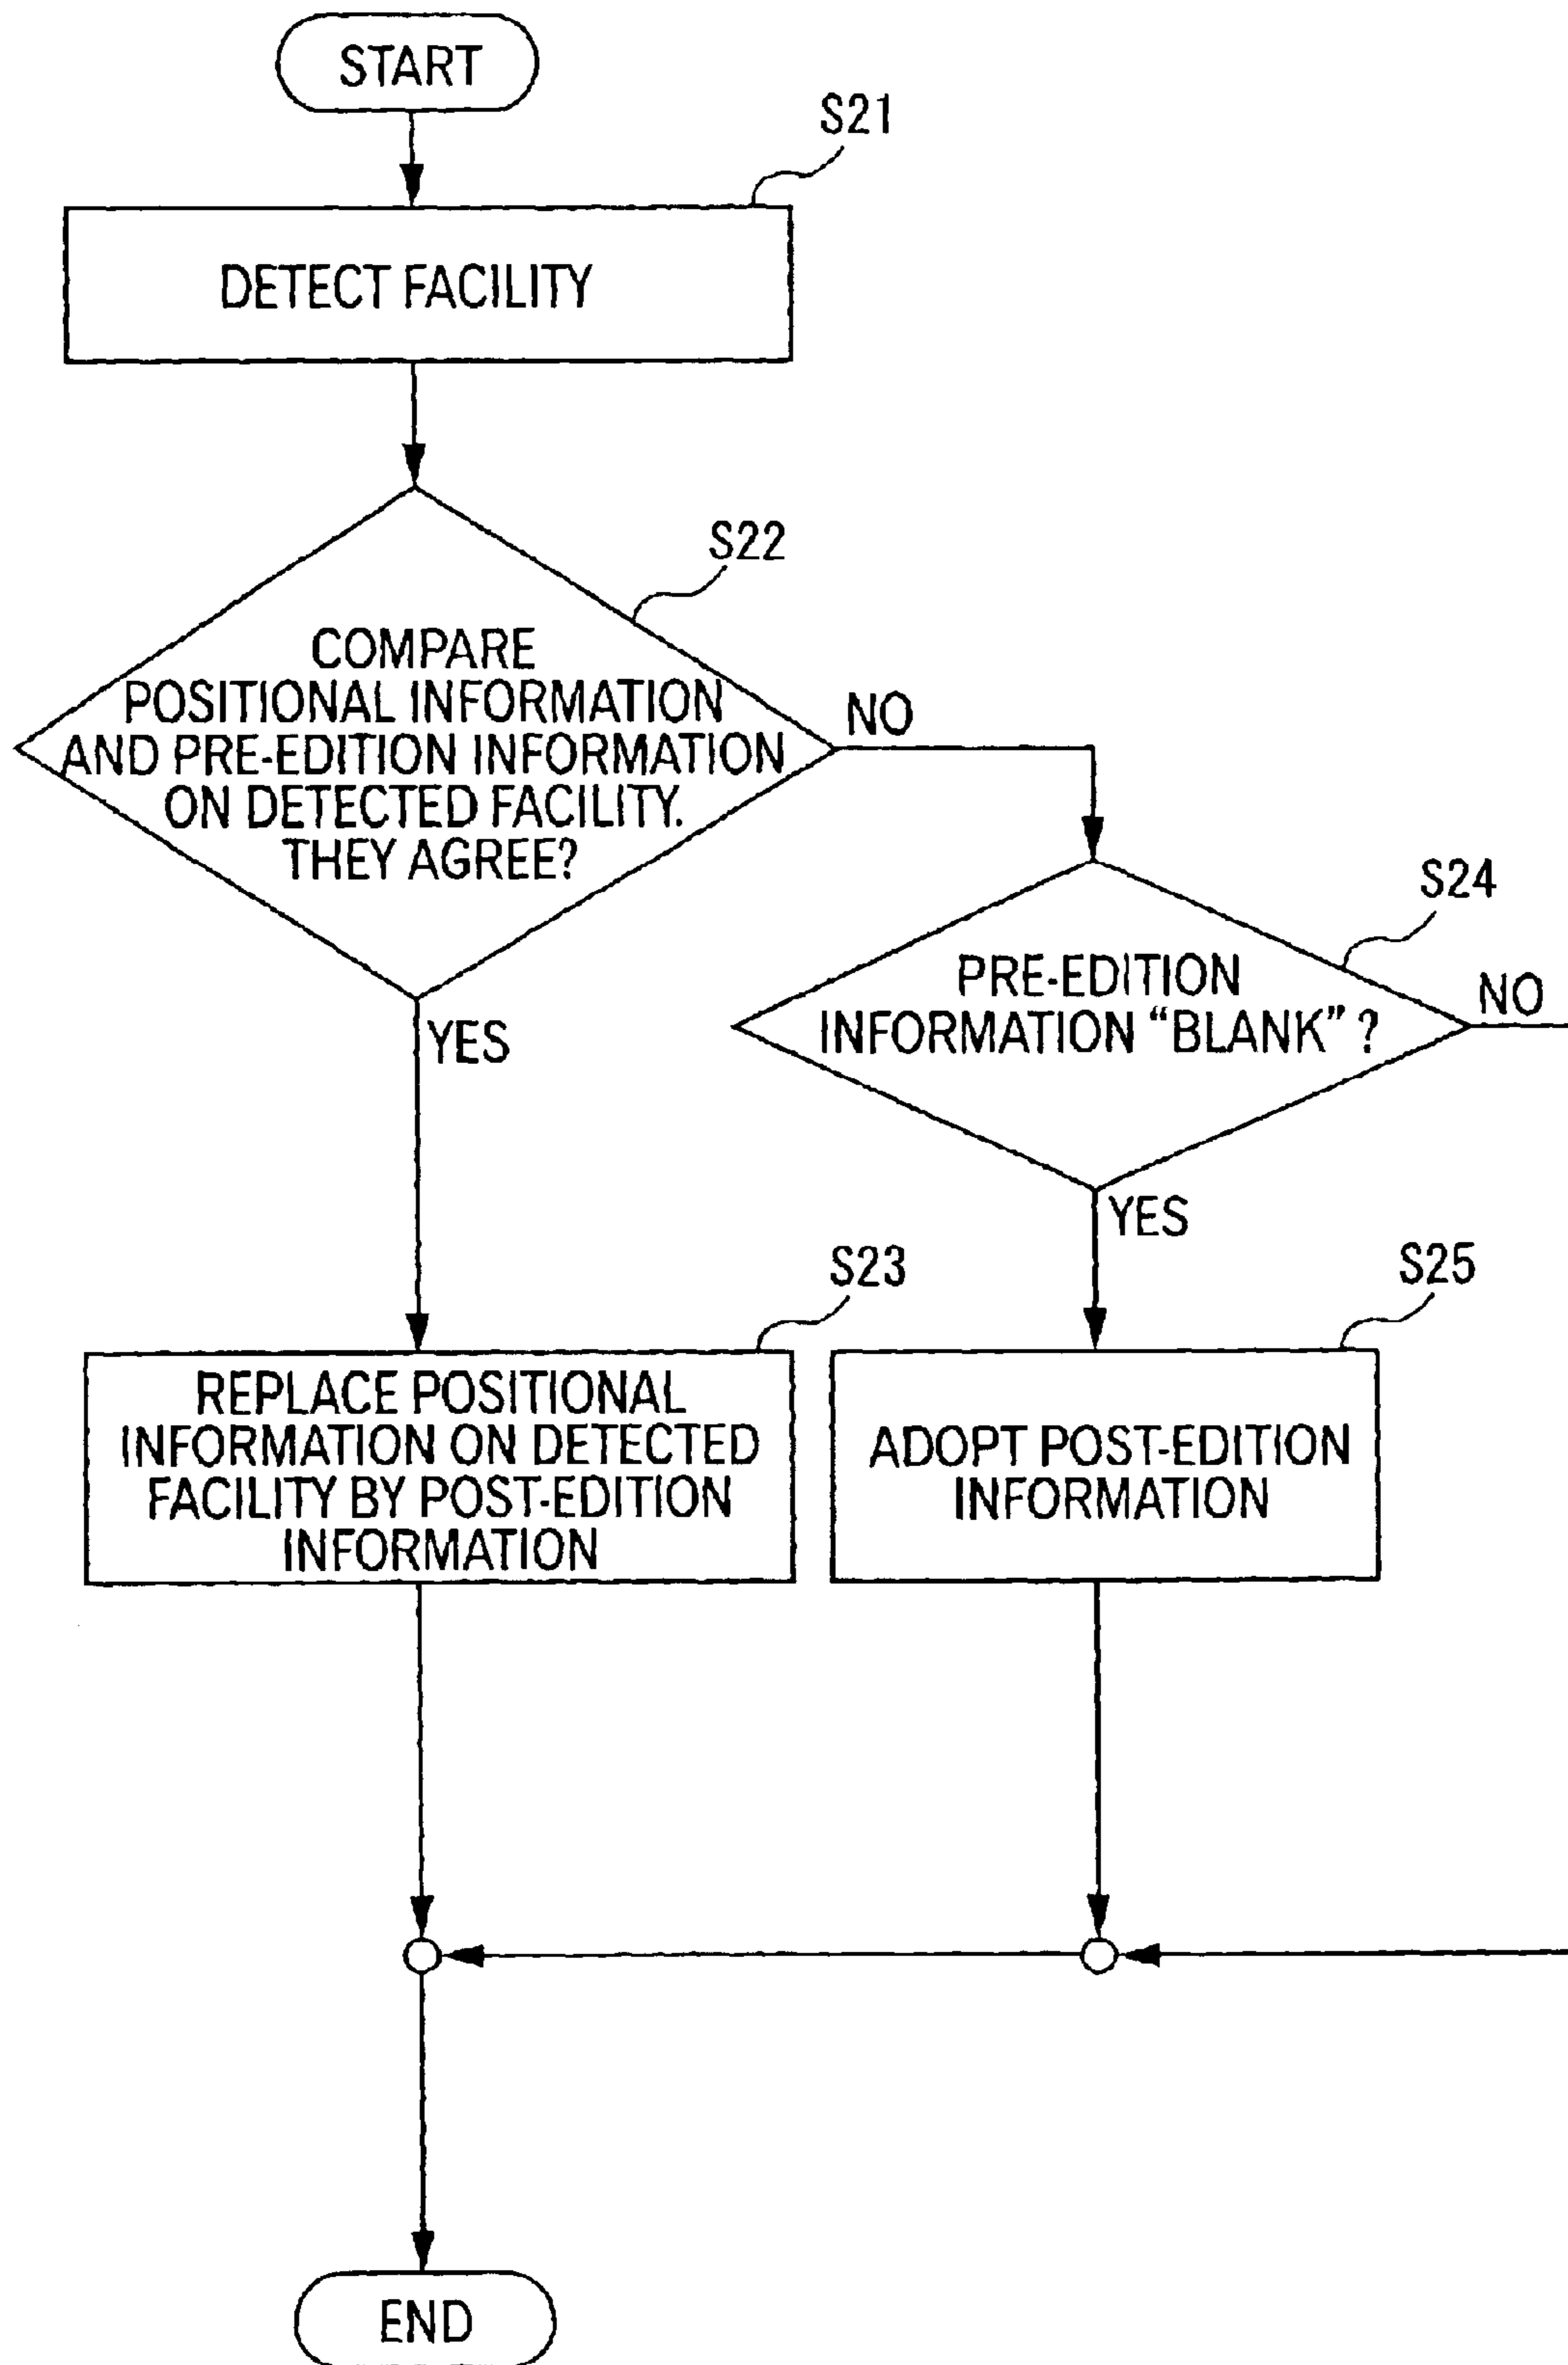 START
S21
DETECT FACILITY
S22
COMPARE
POSITIONAL INFORMATION
AND PRE-EDITION INFORMATION
ON DETECTED FACILITY.
THEY AGREE?
NO
S24
PRE-EDITION
INFORMATION “BLANK” ?
NO
YES
YES
S23
REPLACE POSITIONAL
INFORMATION ON DETECTED
FACILITY BY POST-EDITION
INFORMATION
S25
ADOPT POST-EDITION
INFORMATION
END